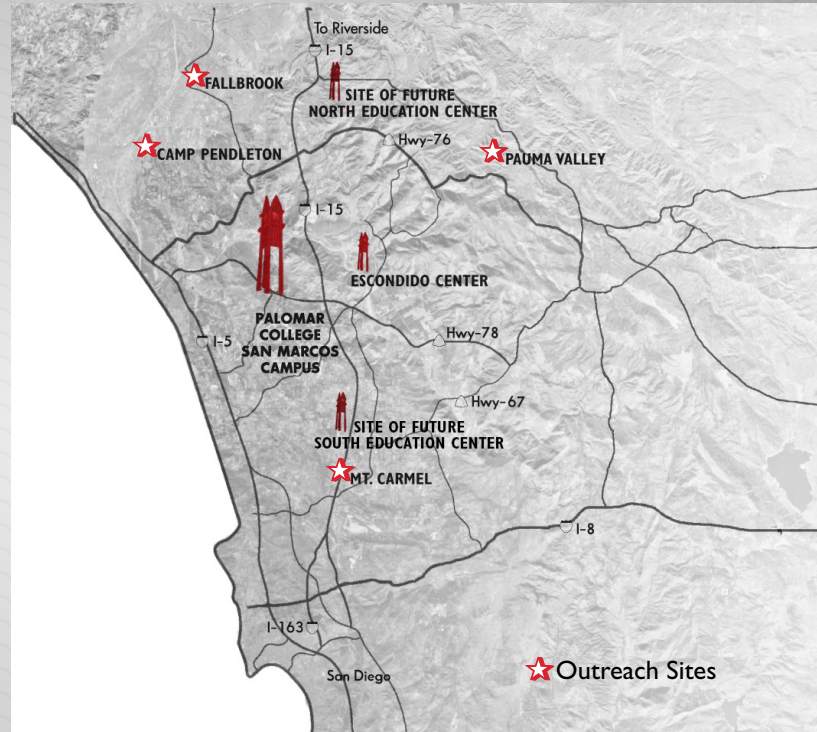 To Riverside
I-15
FALLBROOK
SITE OF FUTURE
NORTH EDUCATION CENTER
Hwy-76
CAMP PENDLETON
PAUMA VALLEY
I-15
ESCONDIDO CENTER
PALOMAR
COLLEGE
SAN MARCOS
CAMPUS
I-5
Hwy-78
Hwy-67
SITE OF FUTURE
SOUTH EDUCATION CENTER
MT. CARMEL
I-8
I-163
San Diego
Outreach Sites